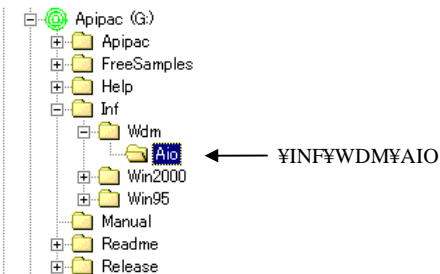 Apipac (G:)
Apipac
FreeSamples
Help
Inf
Wdm
Aio
¥INF¥WDM¥AIO
Win2000
Win95
Manual
Readme
Release